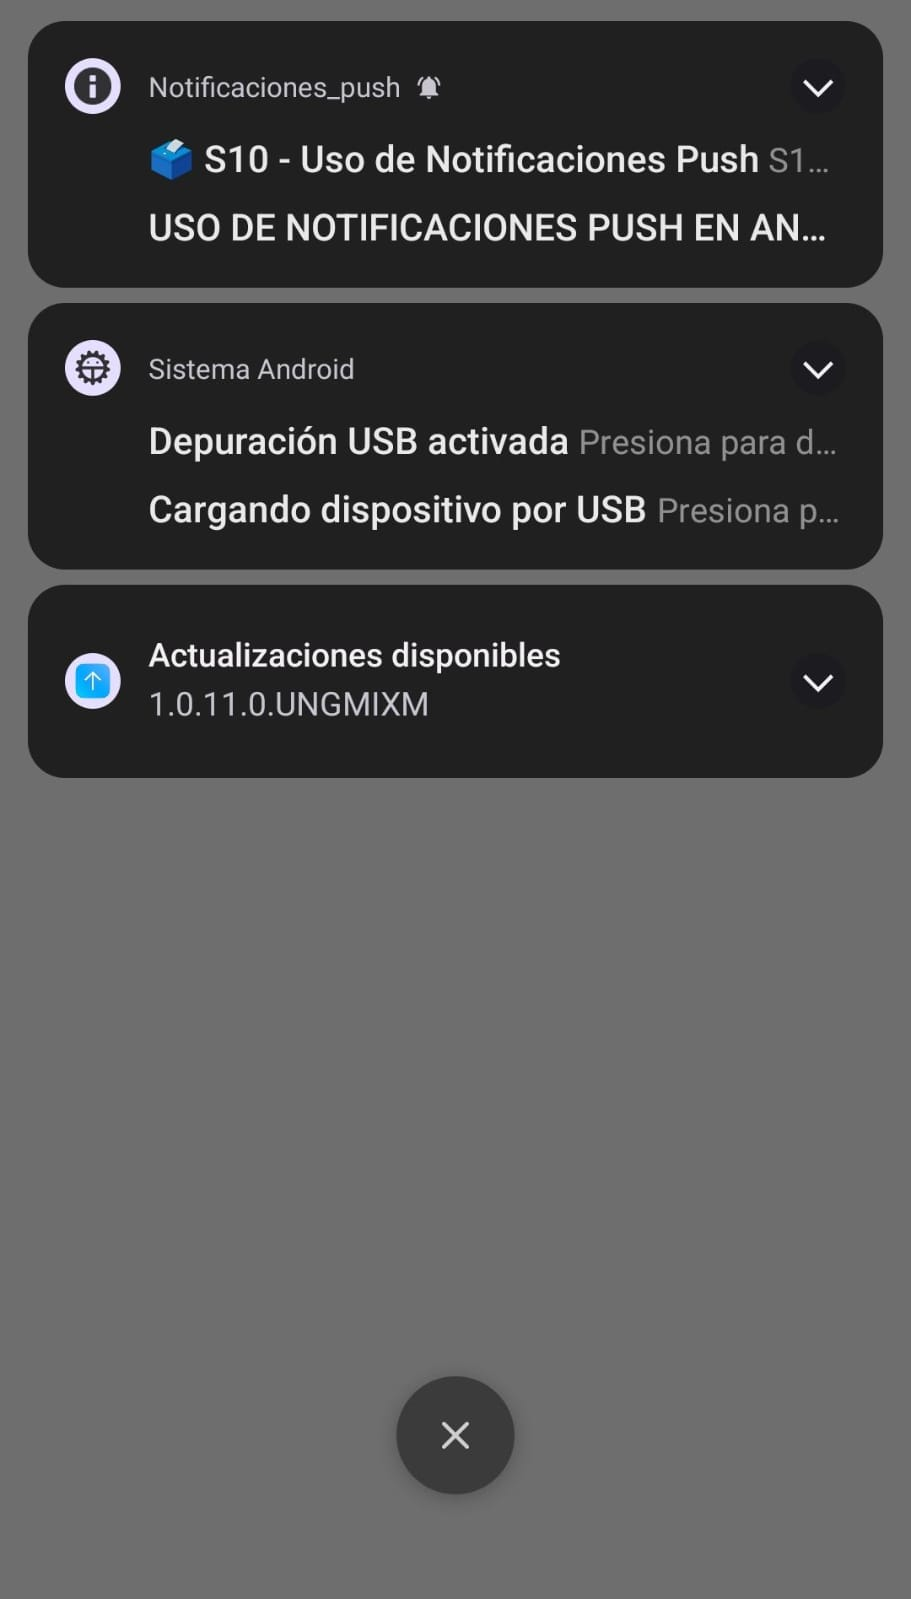 Notificaciones_push
🗳️ S10 - Uso de Notificaciones Push S1...
USO DE NOTIFICACIONES PUSH EN AN...
Sistema Android
Depuración USB activada Presiona para d...
Cargando dispositivo por USB Presiona p...
Actualizaciones disponibles
1.0.11.0.UNGMIXM